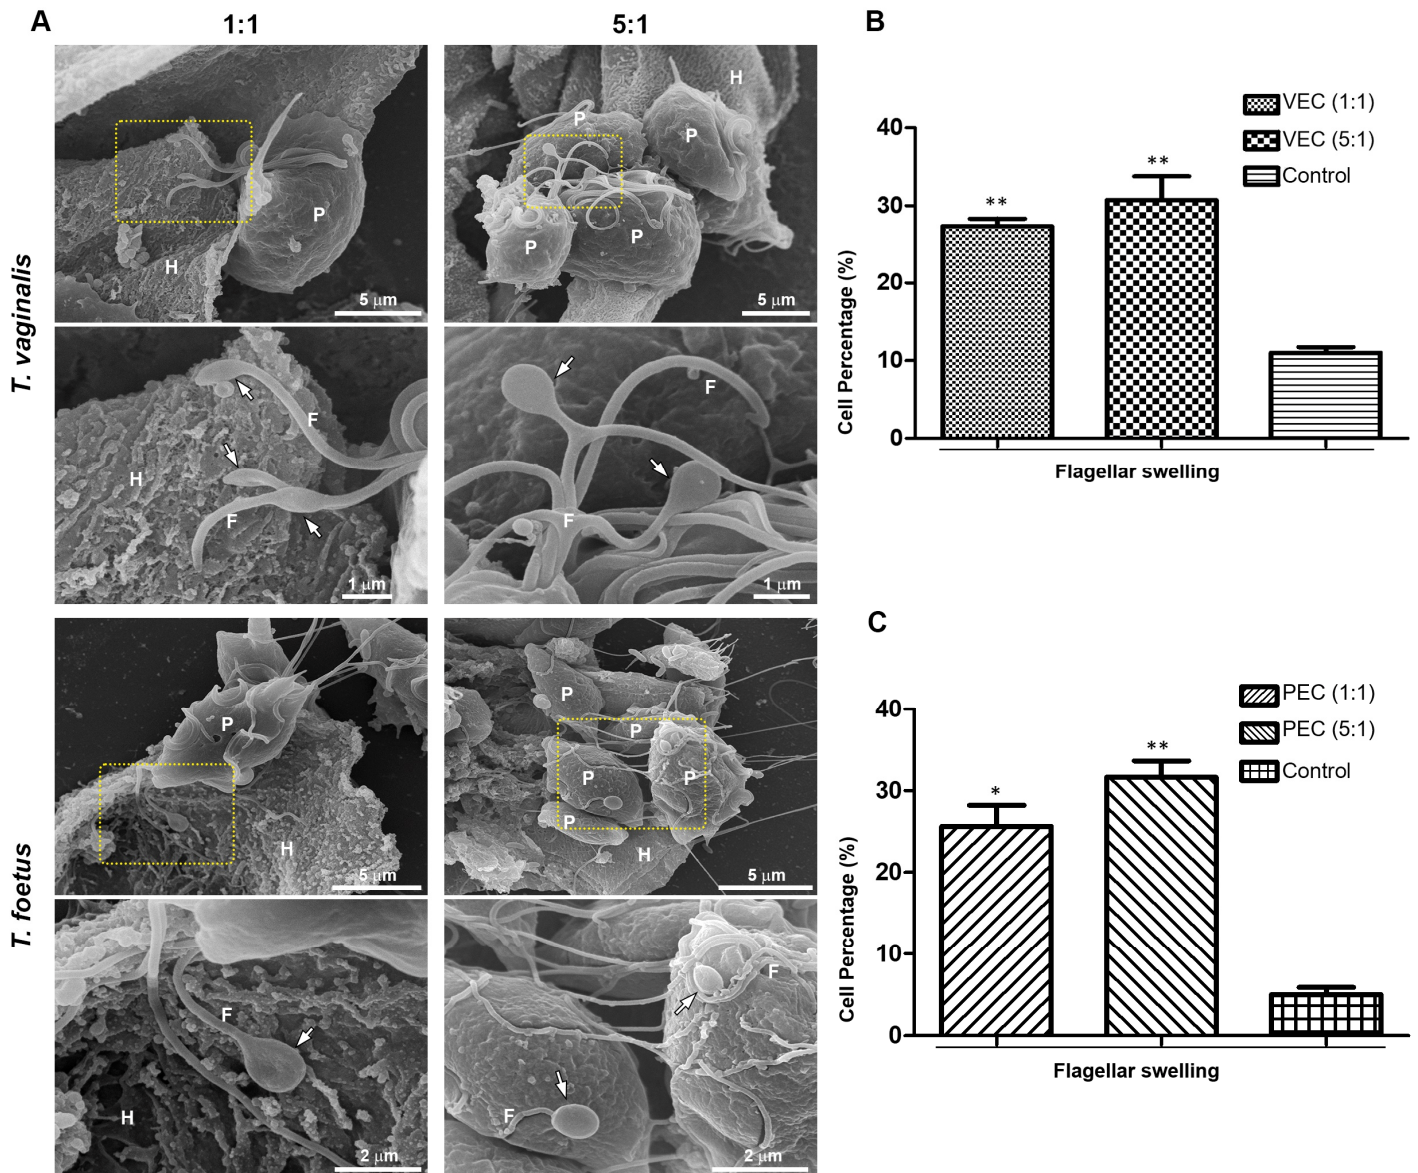 A
1:1
5:1
T. vaginalis
P
H
5 µm
H
P
P
P
P
5 µm
F
H
F
1 µm
F
F
1 µm
T. foetus
P
H
5 µm
P
P
P
P
P
H
5 µm
F
H
2 µm
F
F
2 µm
B
VEC (1:1)
VEC (5:1)
Control
Cell Percentage (%)
40
30
20
10
0
**
**
Flagellar swelling
C
PEC (1:1)
PEC (5:1)
Control
Cell Percentage (%)
40
30
20
10
0
*
**
Flagellar swelling